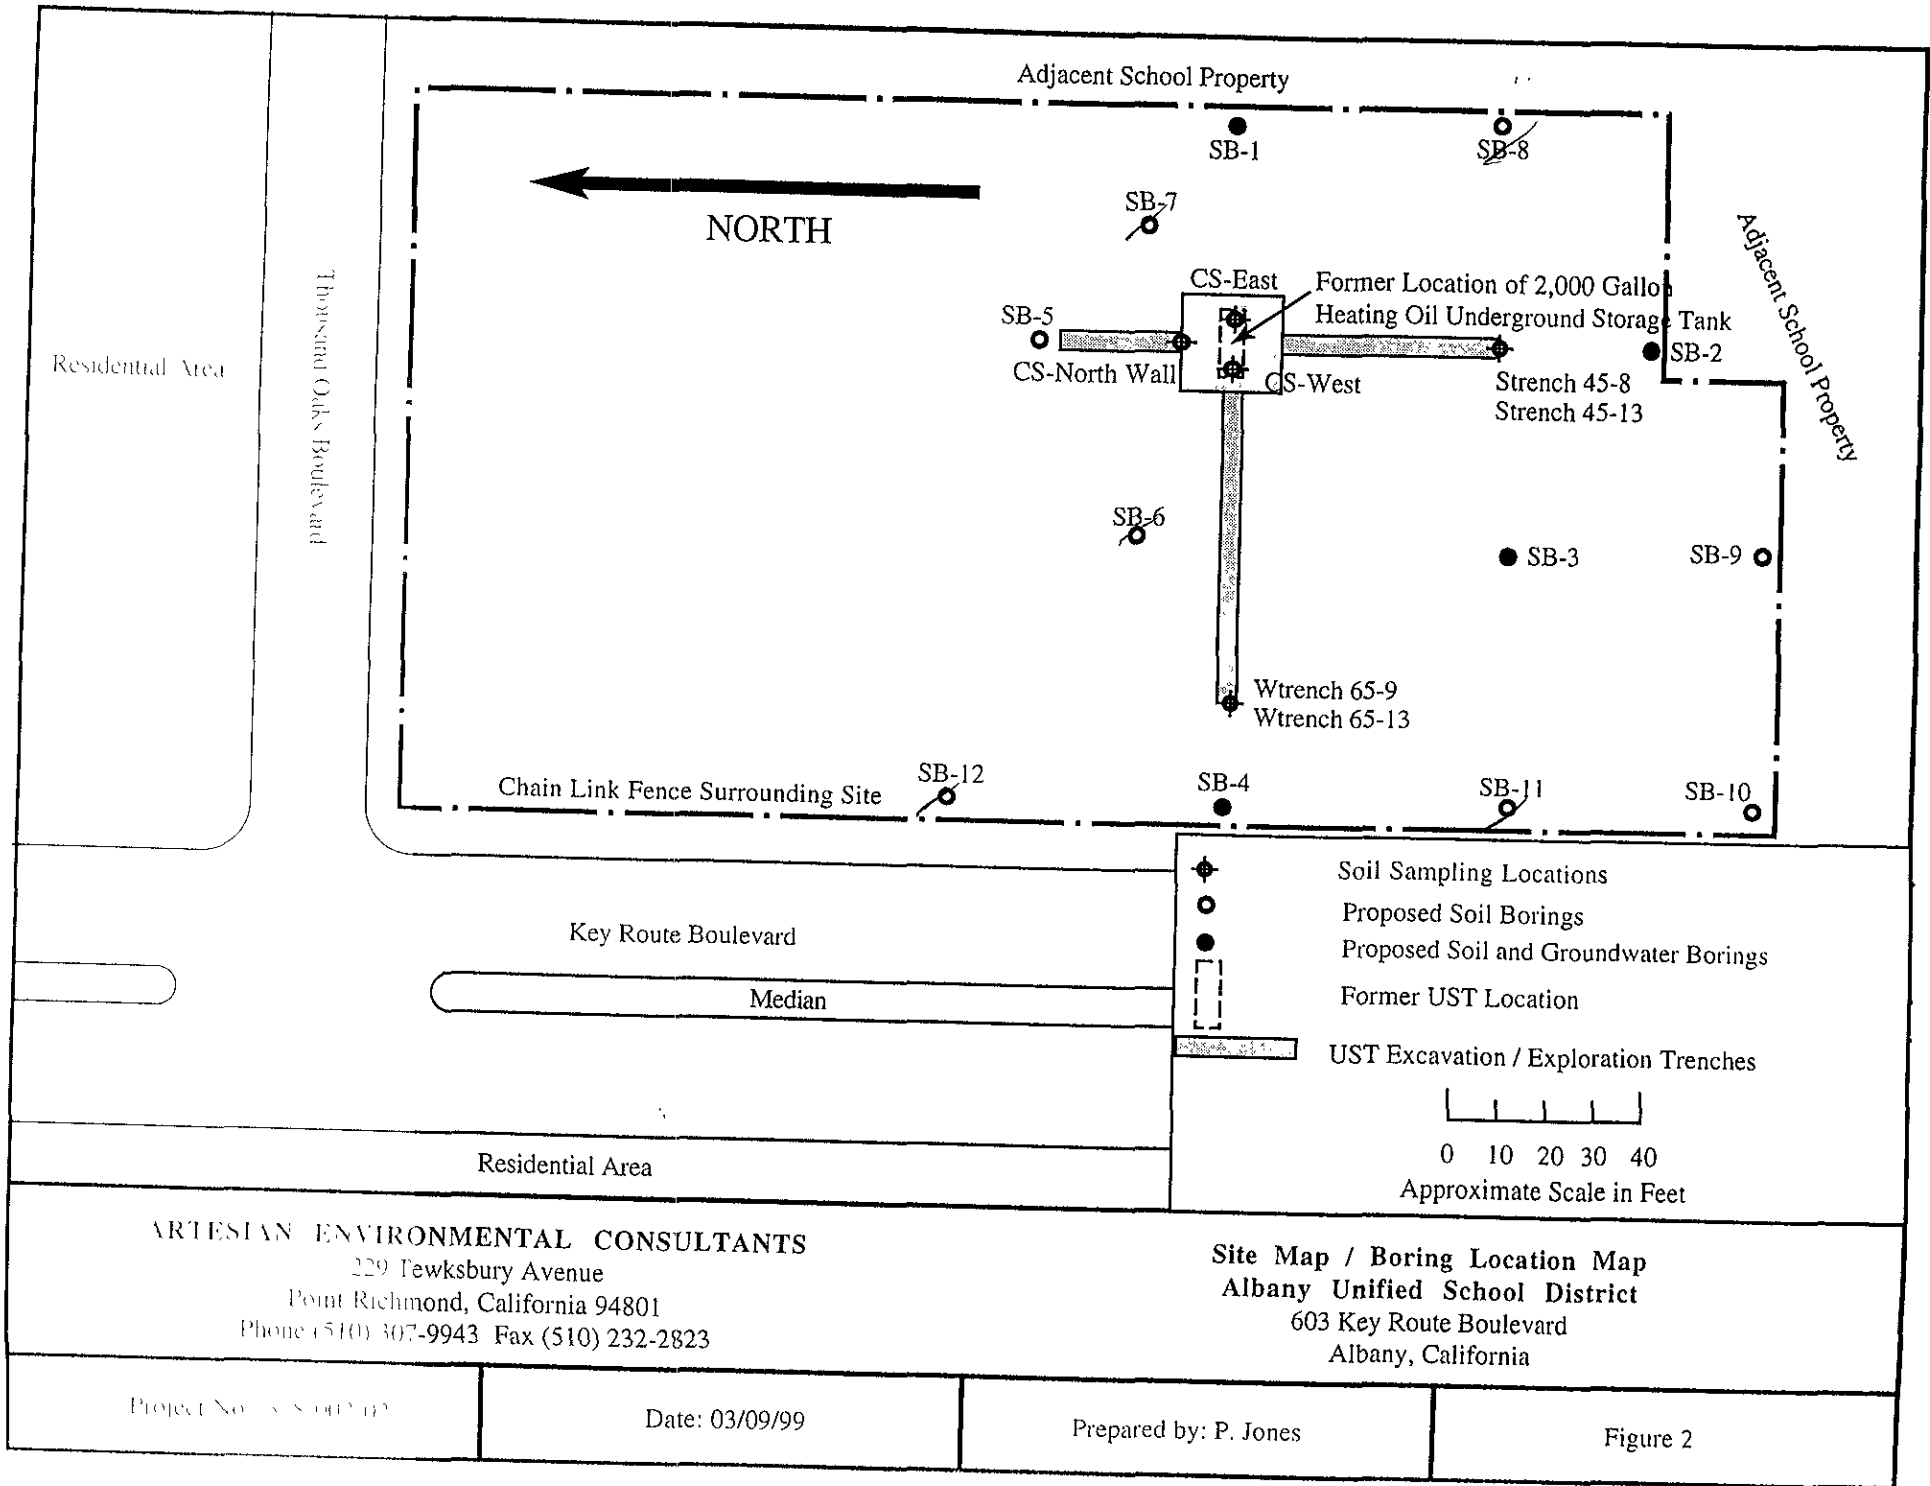 Adjacent School Property
SB-1
SB-8
SB-7
NORTH
Adjacent School Property
CS-East
Former Location of 2,000 Gallon
Heating Oil Underground Storage Tank
SB-5
SB-2
Residential Area
Thousand Oaks Boulevard
CS-North Wall
CS-West
Strench 45-8
Strench 45-13
SB-6
SB-3
SB-9
Wtrench 65-9
Wtrench 65-13
Chain Link Fence Surrounding Site
SB-12
SB-4
SB-11
SB-10
Soil Sampling Locations
Proposed Soil Borings
Proposed Soil and Groundwater Borings
Former UST Location
UST Excavation / Exploration Trenches
0 10 20 30 40
Approximate Scale in Feet
Key Route Boulevard
Median
Residential Area
ARTESIAN ENVIRONMENTAL CONSULTANTS
229 Tewksbury Avenue
Point Richmond, California 94801
Phone (510) 307-9943 Fax (510) 232-2823
Site Map / Boring Location Map
Albany Unified School District
603 Key Route Boulevard
Albany, California
Project No.
Date: 03/09/99
Prepared by: P. Jones
Figure 2